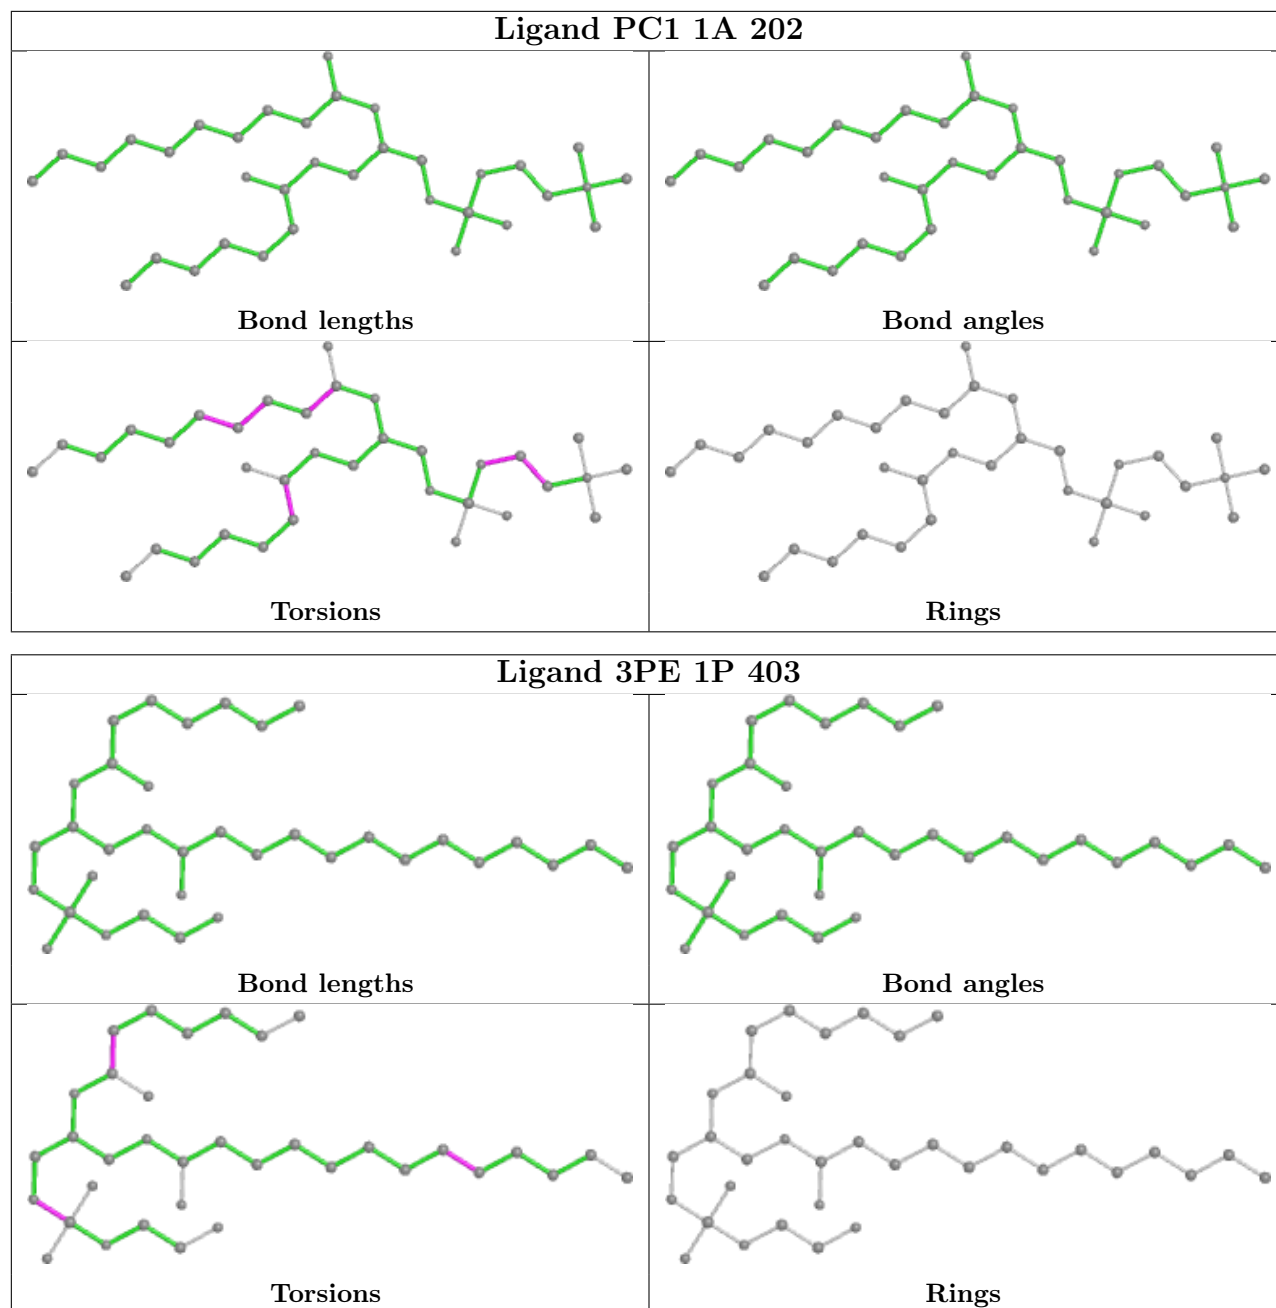 Ligand PC1 1A 202
Bond lengths
Bond angles
Torsions
Rings
Ligand 3PE 1P 403
Bond lengths
Bond angles
Torsions
Rings